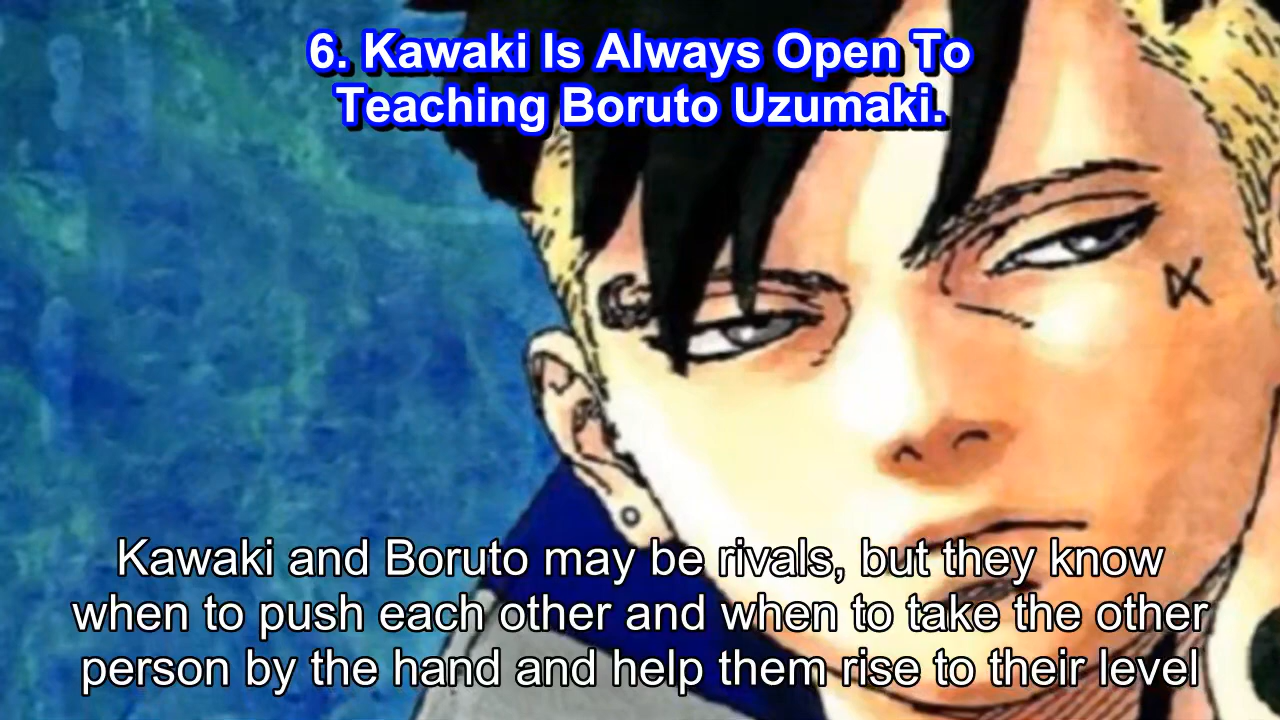 6. Kawaki Is Always Open To
Teaching Boruto Uzumaki.
Kawaki and Boruto may be rivals, but they know
when to push each other and when to take the other
person by the hand and help them rise to their level